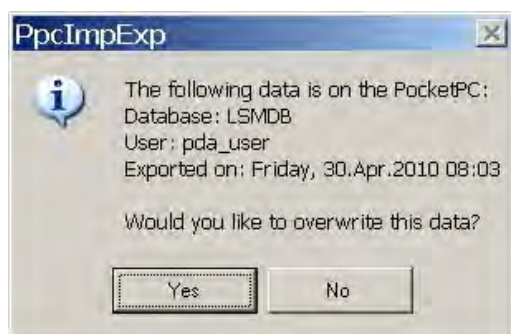 PpcImpExp
The following data is on the PocketPC:
Database: LSMDB
User: pda_user
Exported on: Friday, 30.Apr.2010 08:03
Would you like to overwrite this data?
Yes
No